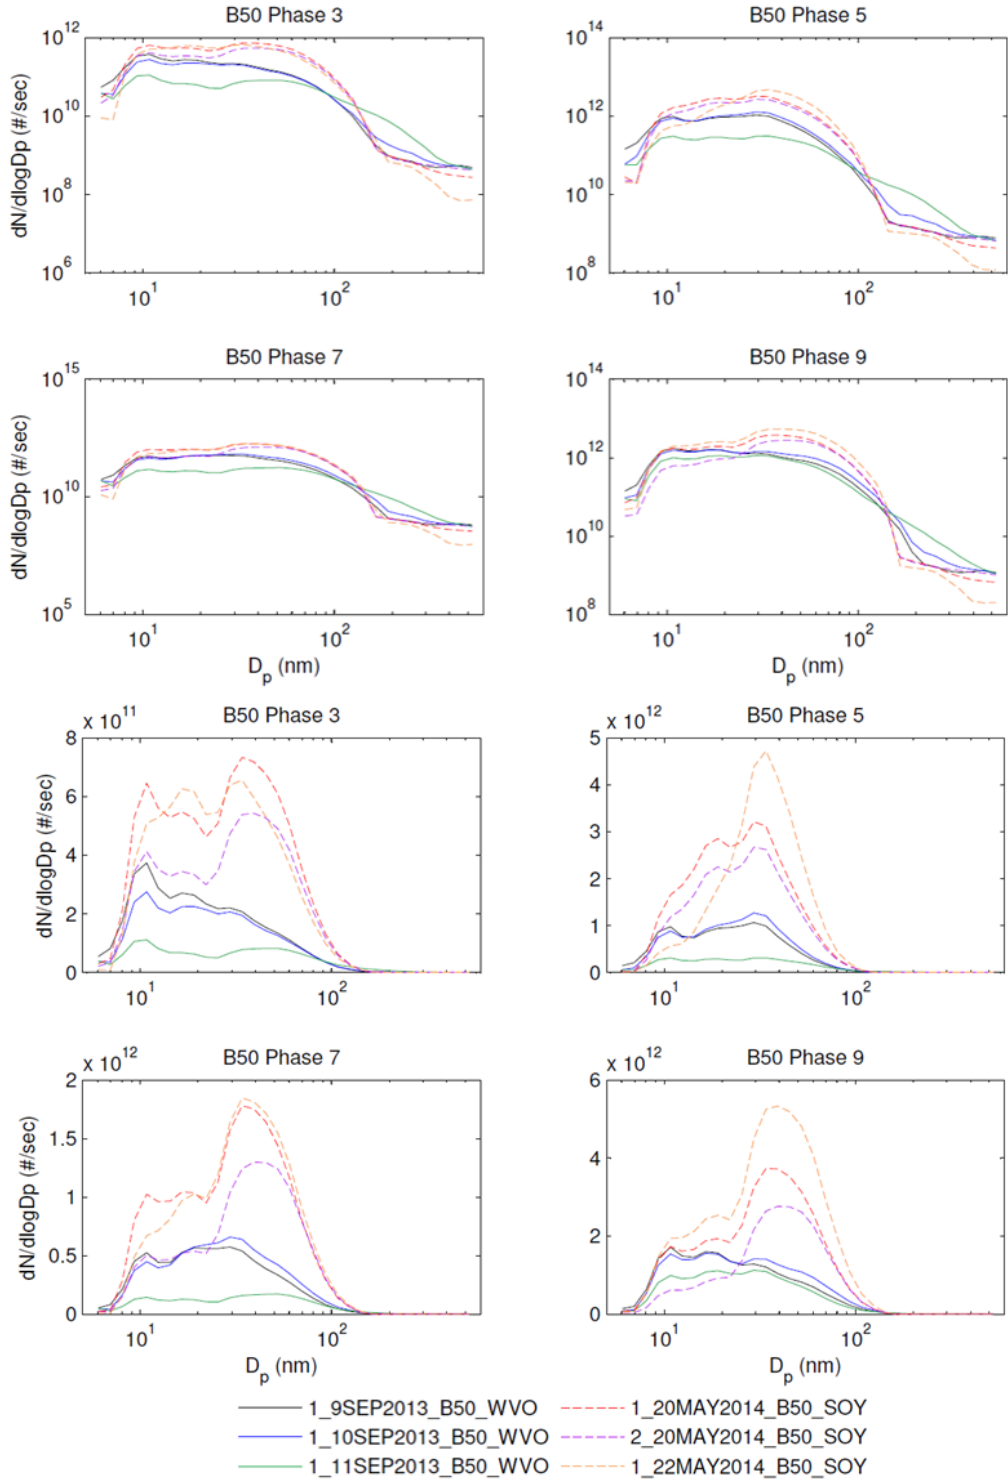 B50 Phase 3 B50 Phase 5
dN/dlogDp (#/sec)
10^12 10^14
10^10 10^12
10^8 10^10
10^6 10^8
10^1 10^2 10^1 10^2
B50 Phase 7 B50 Phase 9
dN/dlogDp (#/sec)
10^15 10^14
10^12
10^10
10^10
10^5 10^8
10^1 10^2 10^1 10^2
D_p (nm) D_p (nm)
x 10^11 B50 Phase 3 x 10^12 B50 Phase 5
dN/dlogDp (#/sec)
8 5
6 4
3
4
2
2 1
0 0
10^1 10^2 10^1 10^2
x 10^12 B50 Phase 7 x 10^12 B50 Phase 9
dN/dlogDp (#/sec)
2 6
1.5
4
1
2
0.5
0 0
10^1 10^2 10^1 10^2
D_p (nm) D_p (nm)
1_9SEP2013_B50_WVO 1_20MAY2014_B50_SOY
1_10SEP2013_B50_WVO 2_20MAY2014_B50_SOY
1_11SEP2013_B50_WVO 1_22MAY2014_B50_SOY